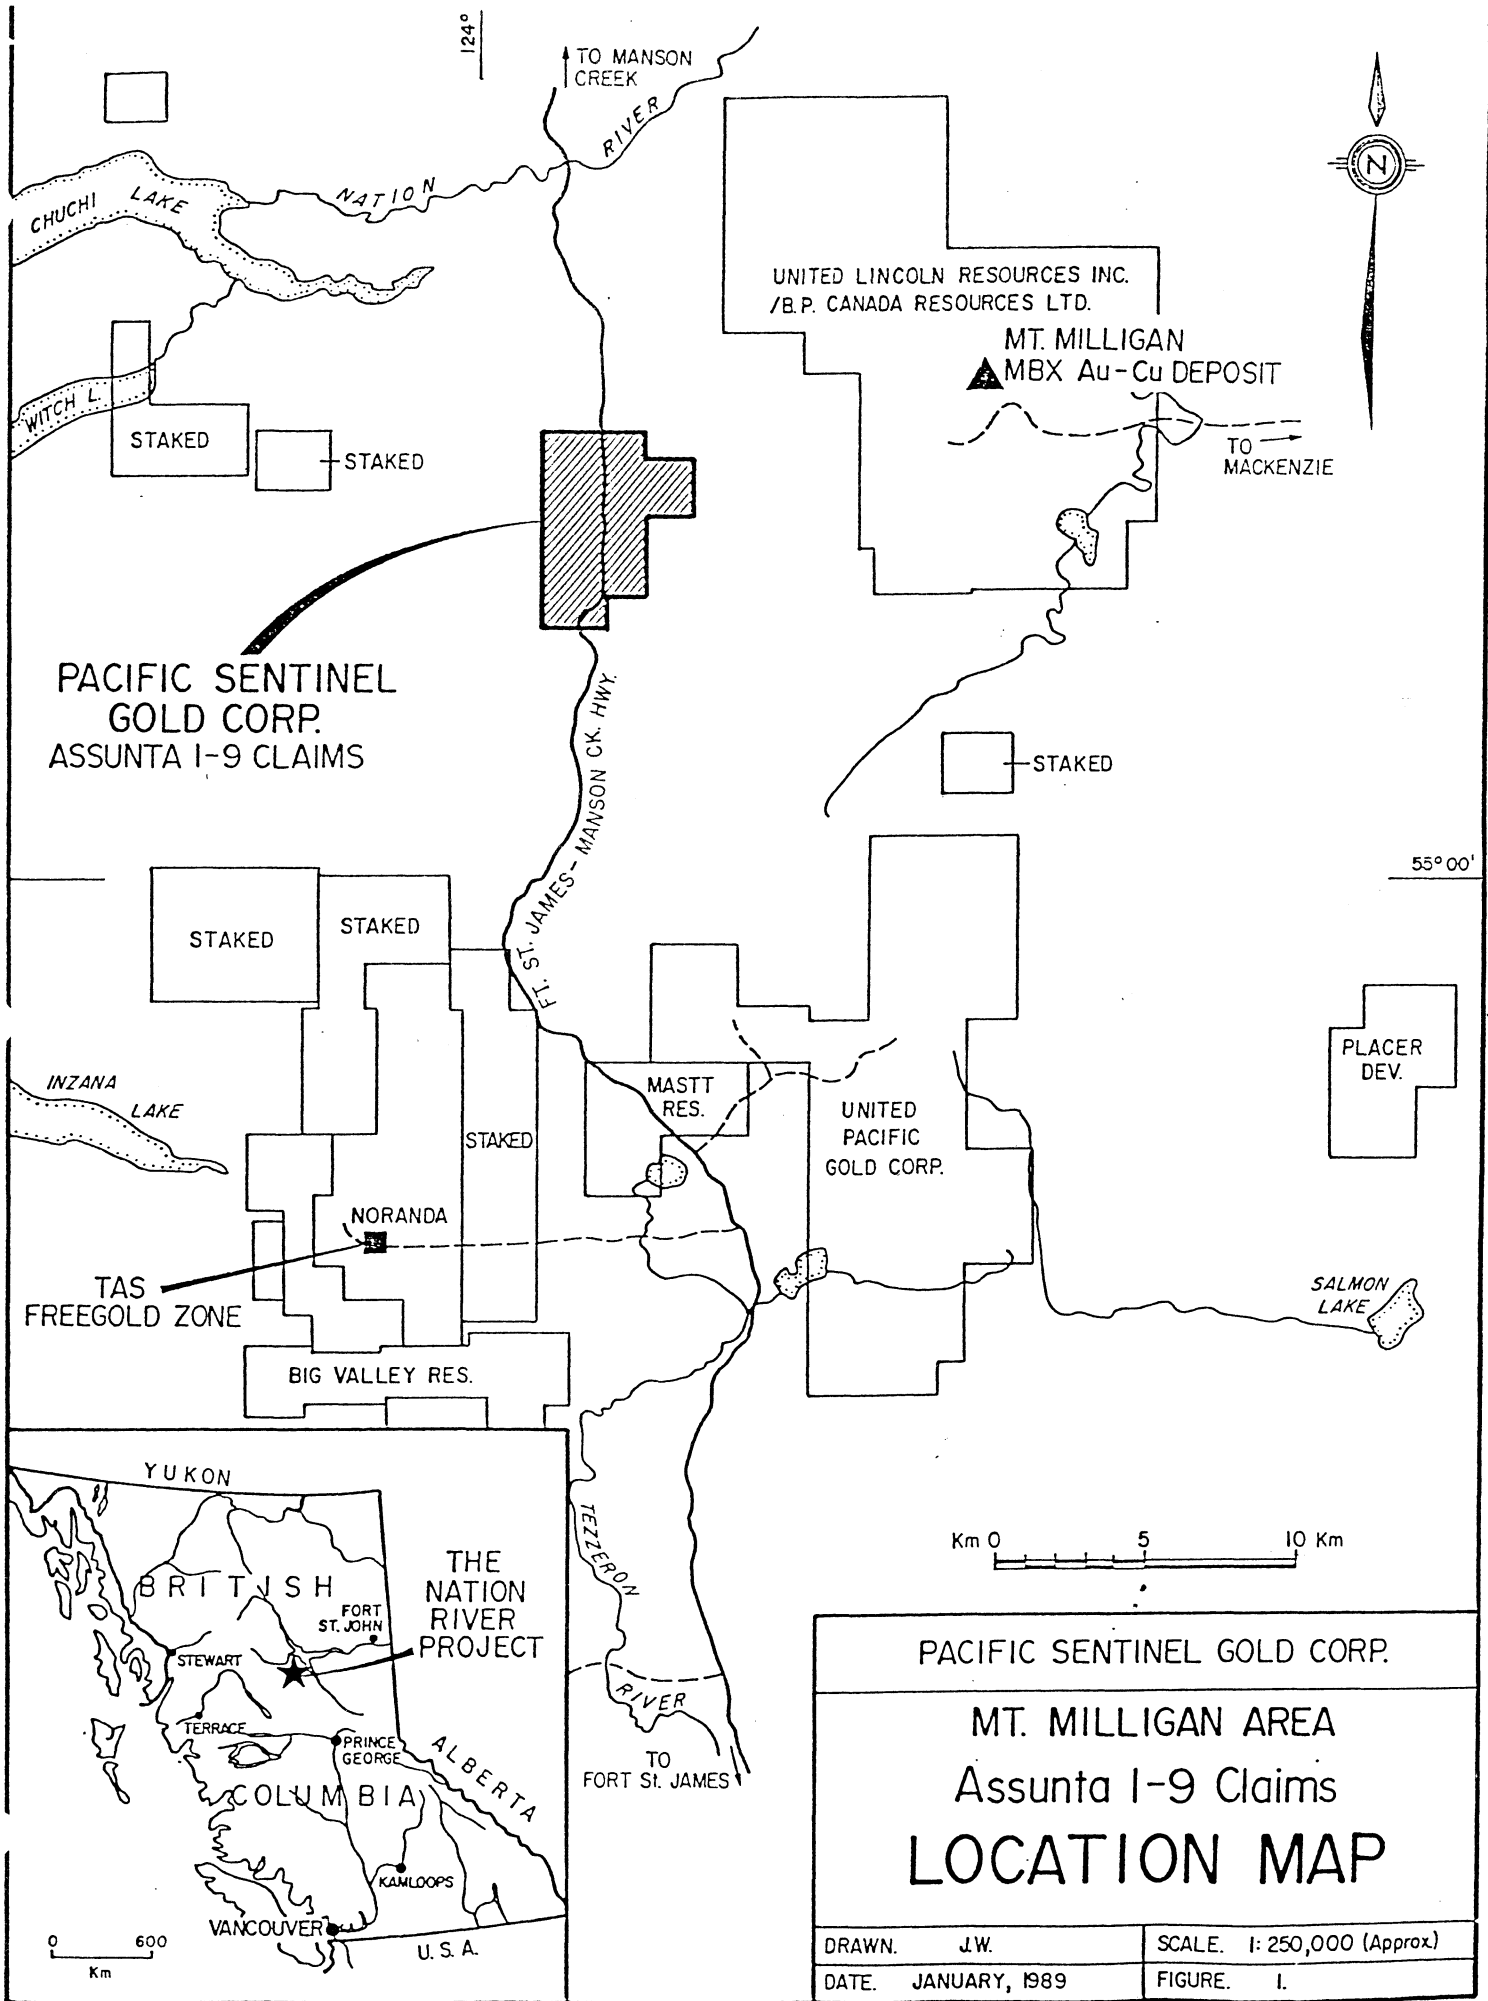 124°
TO MANSON
CREEK
NATION RIVER
CHUCHI LAKE
N
UNITED LINCOLN RESOURCES INC.
/B.P. CANADA RESOURCES LTD.
MT. MILLIGAN
MBX Au-Cu DEPOSIT
TO
MACKENZIE
WITCH L.
STAKED
STAKED
PACIFIC SENTINEL
GOLD CORP.
ASSUNTA 1-9 CLAIMS
FT. ST. JAMES - MANSON CK. HWY.
STAKED
55°00'
STAKED
STAKED
INZANA
LAKE
STAKED
MASTT
RES.
UNITED
PACIFIC
GOLD CORP.
PLACER
DEV.
NORANDA
TAS
FREEGOLD ZONE
SALMON
LAKE
BIG VALLEY RES.
TEZZERON
RIVER
TO
FORT St. JAMES
YUKON
BRITISH
COLUMBIA
THE
NATION
RIVER
PROJECT
FORT
ST. JOHN
STEWART
TERRACE
PRINCE
GEORGE
ALBERTA
KAMLOOPS
VANCOUVER
U.S.A.
0 600
Km
Km 0 5 10 Km
PACIFIC SENTINEL GOLD CORP.
MT. MILLIGAN AREA
Assunta 1-9 Claims
LOCATION MAP
DRAWN. J.W.
SCALE. 1:250,000 (Approx.)
DATE. JANUARY, 1989
FIGURE. 1.